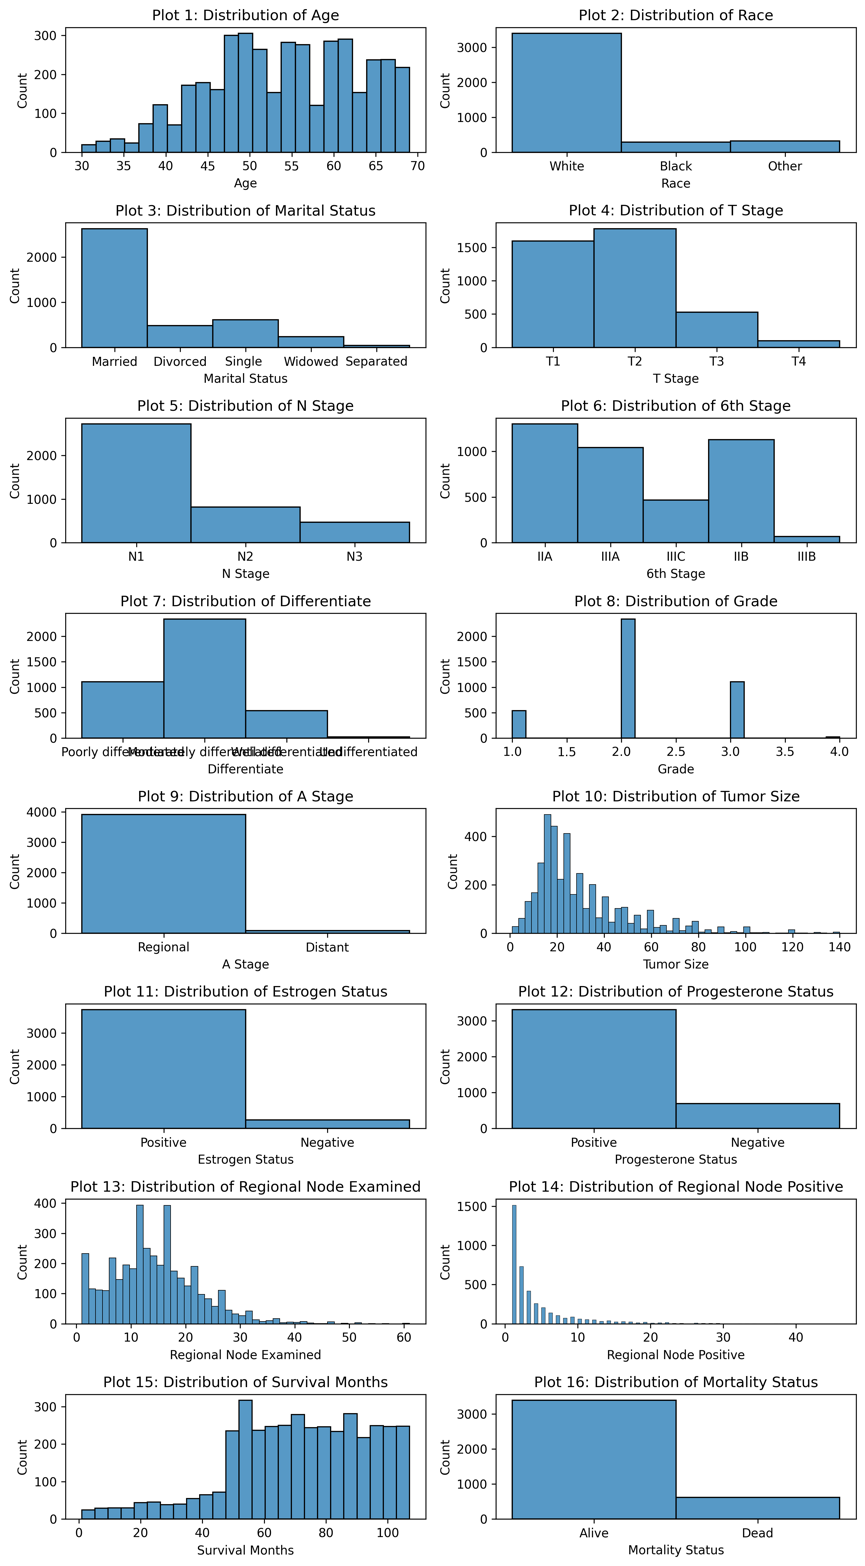 Plot 1: Distribution of Age
300
200
100
0
Count
30 35 40 45 50 55 60 65 70
Age
Plot 2: Distribution of Race
3000
2000
1000
0
Count
White Black Other
Race
Plot 3: Distribution of Marital Status
2000
1000
0
Count
Married Divorced Single Widowed Separated
Marital Status
Plot 4: Distribution of T Stage
1500
1000
500
0
Count
T1 T2 T3 T4
T Stage
Plot 5: Distribution of N Stage
2000
1000
0
Count
N1 N2 N3
N Stage
Plot 6: Distribution of 6th Stage
1000
500
0
Count
IIA IIIA IIIC IIB IIIB
6th Stage
Plot 7: Distribution of Differentiate
2000
1500
1000
500
0
Count
Poorly differentiated Moderately differentiated Well differentiated Undifferentiated
Differentiate
Plot 8: Distribution of Grade
2000
1500
1000
500
0
Count
1.0 1.5 2.0 2.5 3.0 3.5 4.0
Grade
Plot 9: Distribution of A Stage
4000
3000
2000
1000
0
Count
Regional Distant
A Stage
Plot 10: Distribution of Tumor Size
400
200
0
Count
0 20 40 60 80 100 120 140
Tumor Size
Plot 11: Distribution of Estrogen Status
3000
2000
1000
0
Count
Positive Negative
Estrogen Status
Plot 12: Distribution of Progesterone Status
3000
2000
1000
0
Count
Positive Negative
Progesterone Status
Plot 13: Distribution of Regional Node Examined
400
300
200
100
0
Count
0 10 20 30 40 50 60
Regional Node Examined
Plot 14: Distribution of Regional Node Positive
1500
1000
500
0
Count
0 10 20 30 40
Regional Node Positive
Plot 15: Distribution of Survival Months
300
200
100
0
Count
0 20 40 60 80 100
Survival Months
Plot 16: Distribution of Mortality Status
3000
2000
1000
0
Count
Alive Dead
Mortality Status